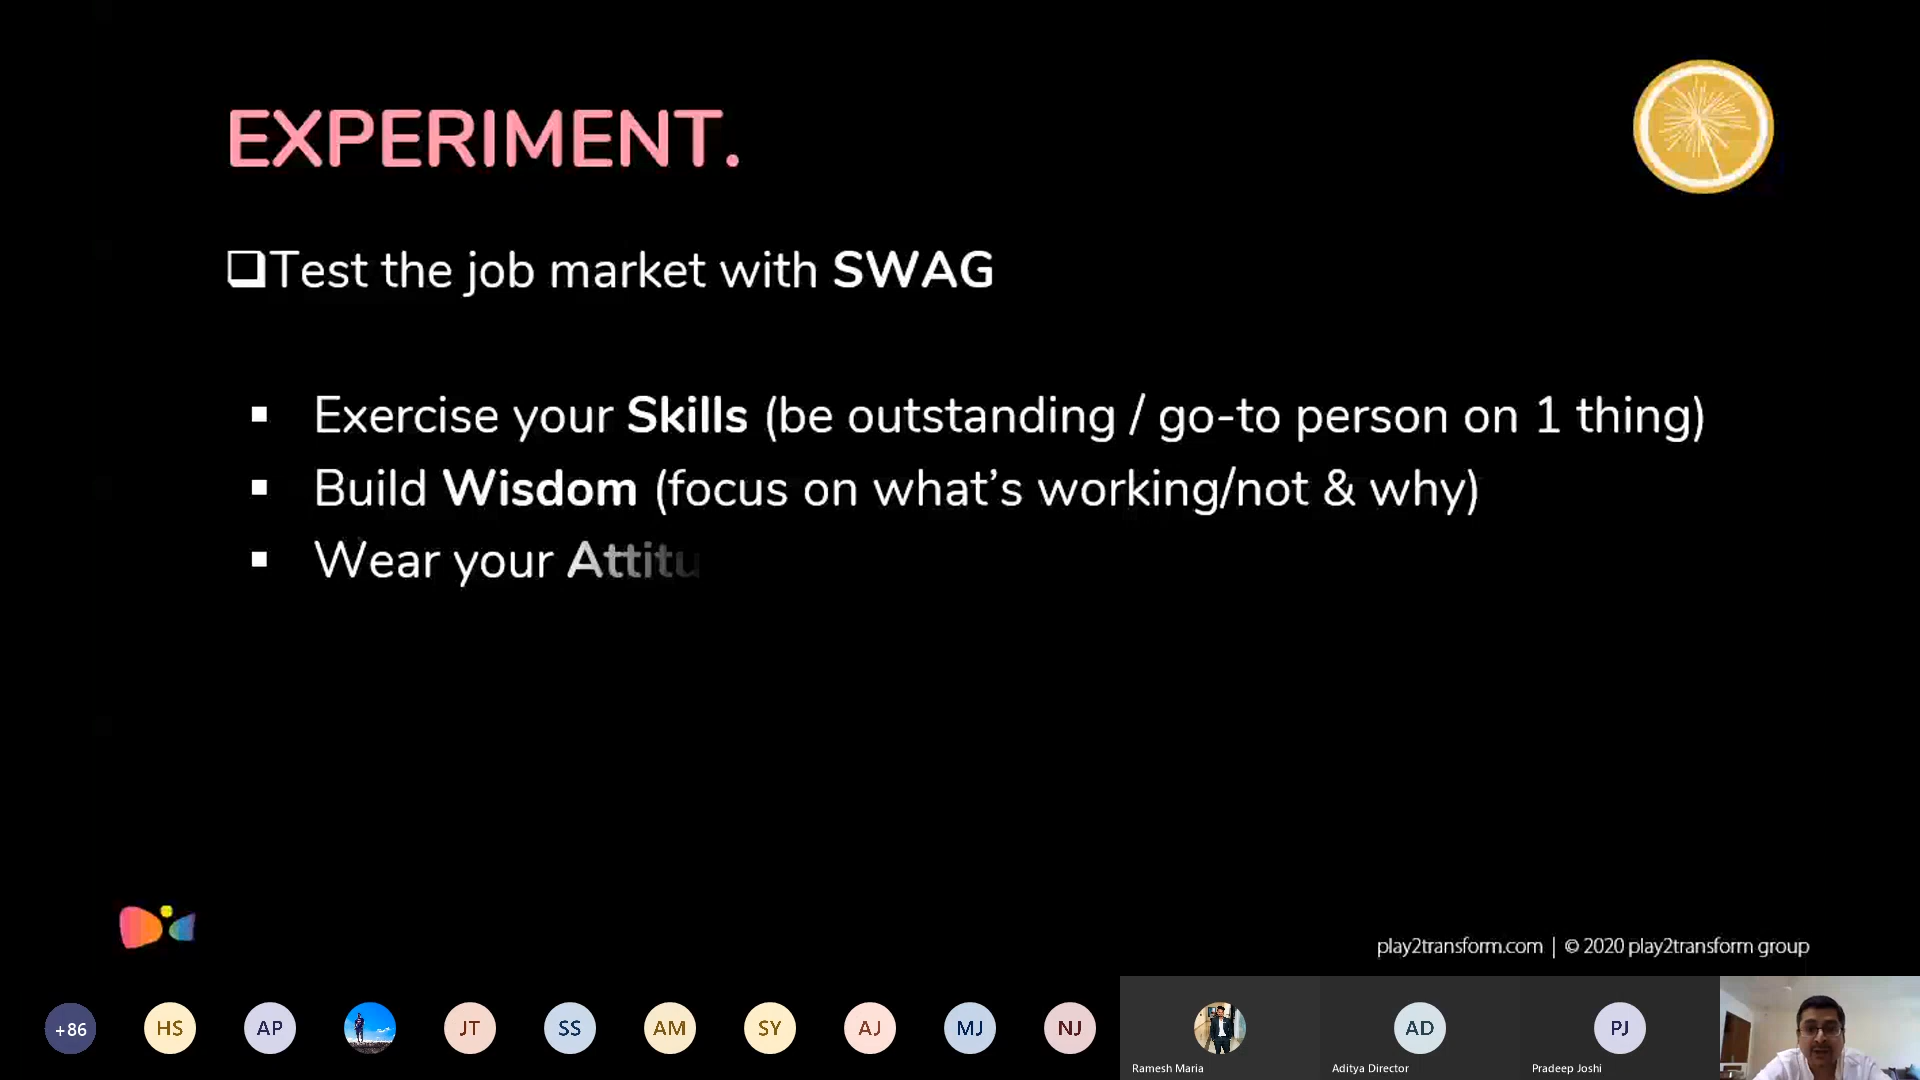 EXPERIMENT.
❑Test the job market with SWAG
▪ Exercise your Skills (be outstanding / go-to person on 1 thing)
▪ Build Wisdom (focus on what’s working/not & why)
▪ Wear your Attitu
play2transform.com | © 2020 play2transform group
+86 HS AP JT SS AM SY AJ MJ NJ AD PJ
Ramesh Maria Aditya Director Pradeep Joshi